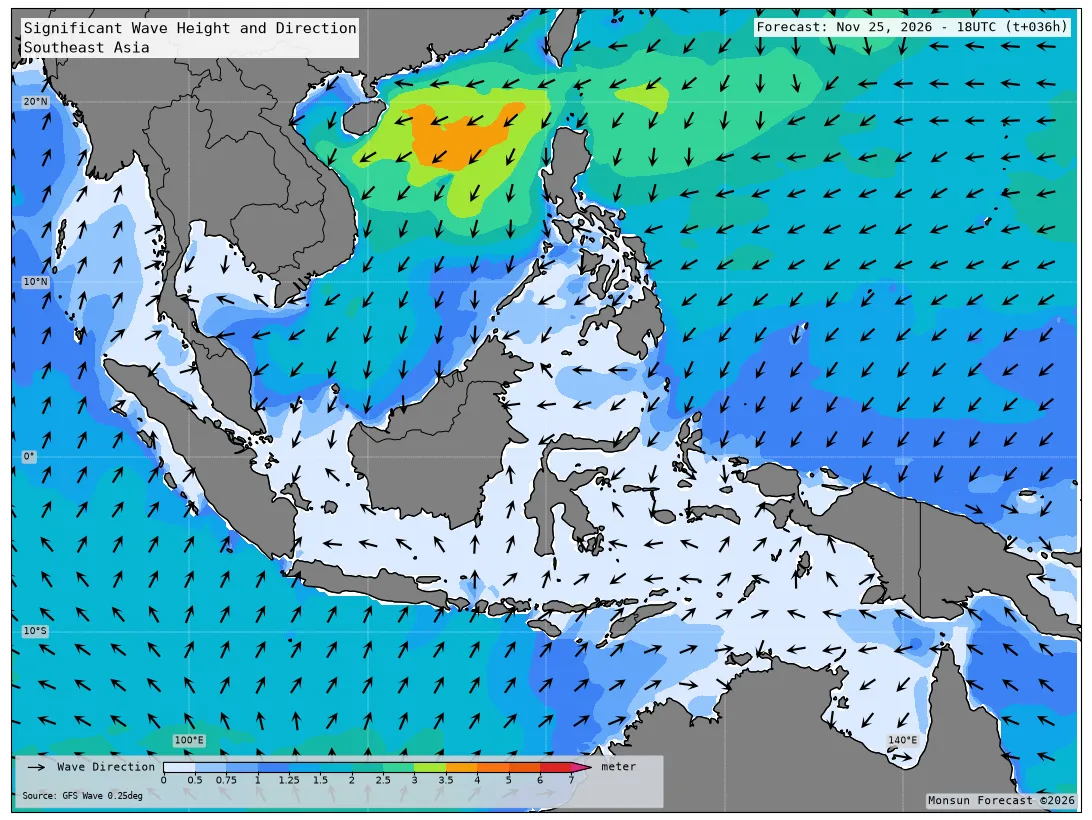 Significant Wave Height and Direction
Southeast Asia
Forecast: Nov 25, 2026 - 18UTC (t+036h)
20°N
10°N
0°
10°S
100°E
140°E
Wave Direction
meter
0 0.5 0.75 1 1.25 1.5 2 2.5 3 3.5 4 5 6 7
Source: GFS Wave 0.25deg
Monsun Forecast ©2026